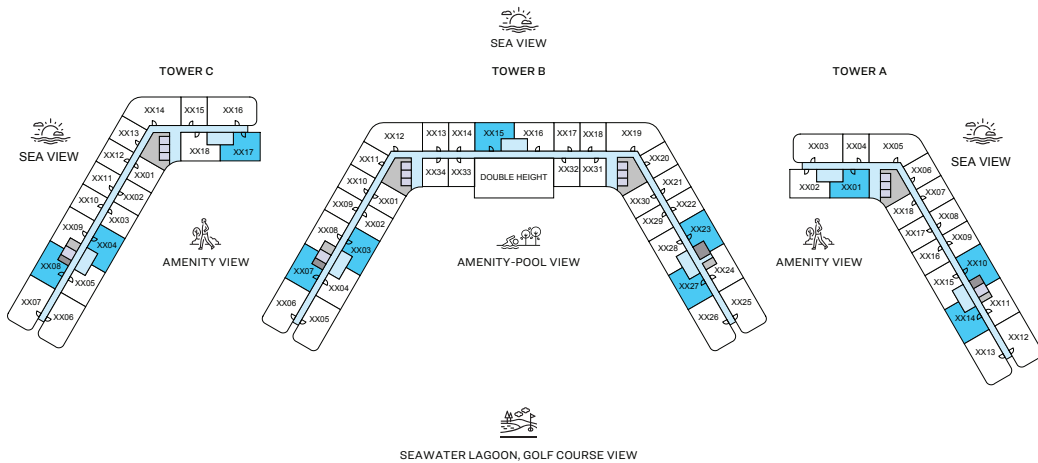 SEA VIEW
TOWER C
TOWER B
TOWER A
SEA VIEW
SEA VIEW
XX14
XX15
XX16
XX13
XX12
XX11
XX10
XX09
XX08
XX07
XX06
XX05
XX04
XX03
XX02
XX01
XX18
XX17
AMENITY VIEW
XX12
XX13
XX14
XX15
XX16
XX17
XX18
XX19
XX11
XX10
XX09
XX08
XX07
XX06
XX05
XX04
XX03
XX02
XX01
XX34
XX33
DOUBLE HEIGHT
XX32
XX31
XX20
XX21
XX22
XX23
XX24
XX25
XX26
XX27
XX28
XX29
XX30
AMENITY-POOL VIEW
XX03
XX04
XX05
XX02
XX01
XX06
XX07
XX08
XX09
XX10
XX11
XX12
XX13
XX14
XX15
XX16
XX17
XX18
AMENITY VIEW
SEAWATER LAGOON, GOLF COURSE VIEW